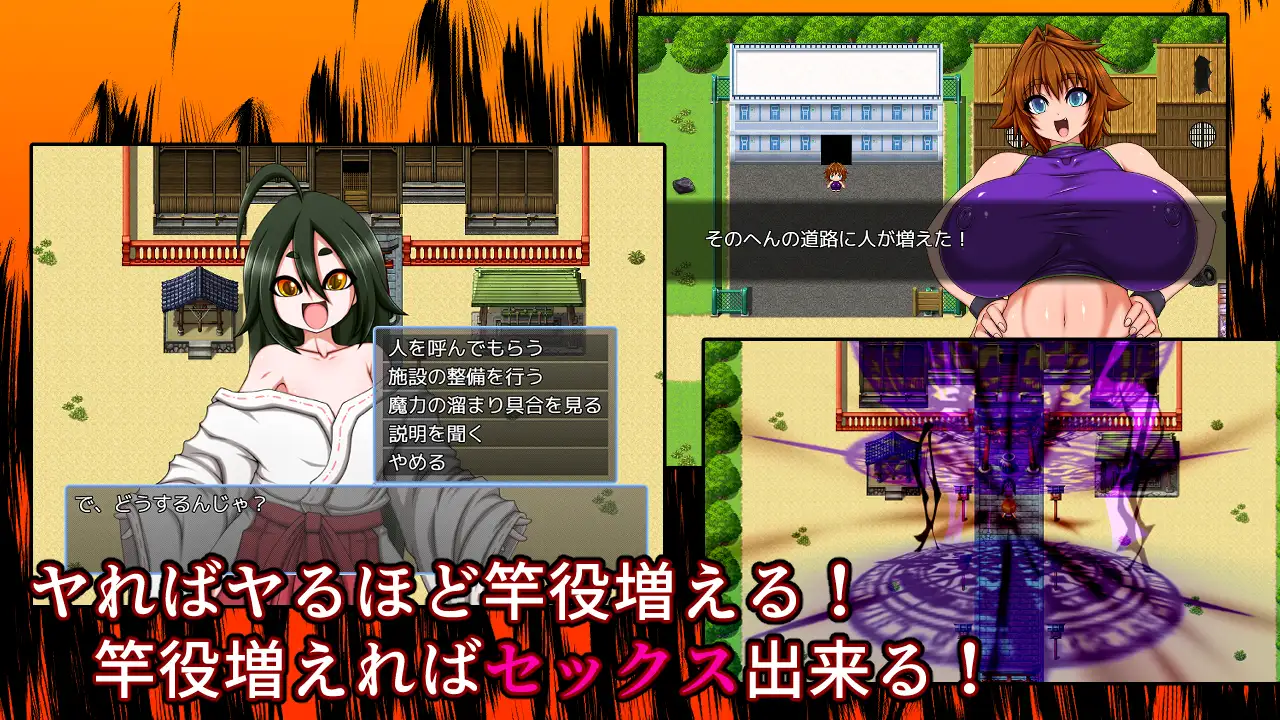 そのへんの道路に人が増えた！
人を呼んでもらう
施設の整備を行う
魔力の溜まり具合を見る
説明を聞く
やめる
で、どうするんじゃ？
ヤればヤるほど竿役増える！
竿役増えればセックス出来る！